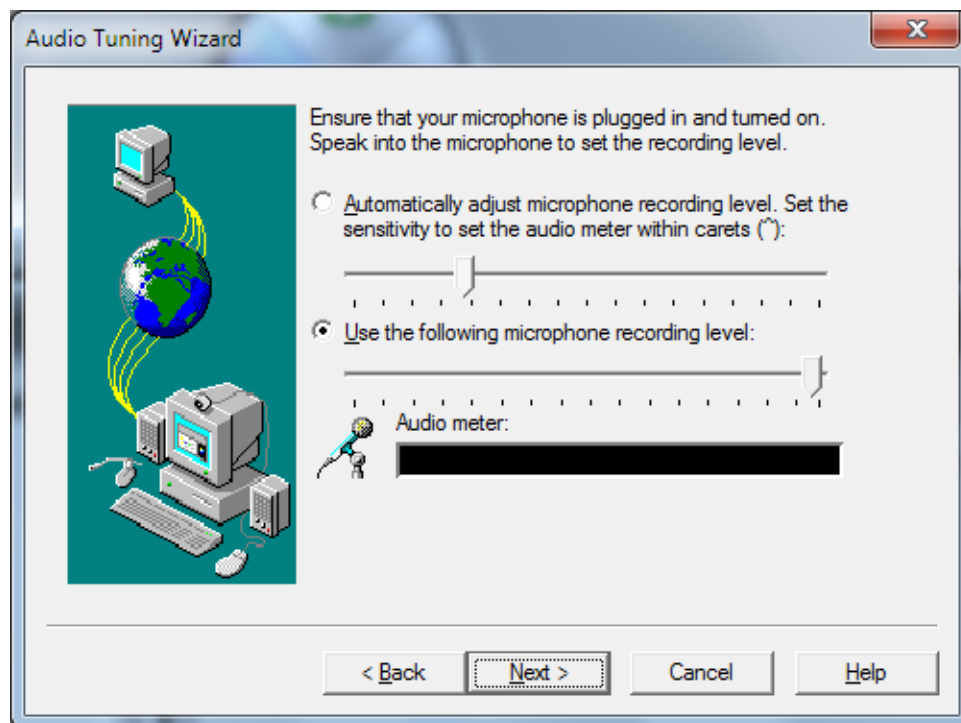 Audio Tuning Wizard
Ensure that your microphone is plugged in and turned on.
Speak into the microphone to set the recording level.
Automatically adjust microphone recording level. Set the
sensitivity to set the audio meter within carets (^):
Use the following microphone recording level:
Audio meter:
< Back Next > Cancel Help